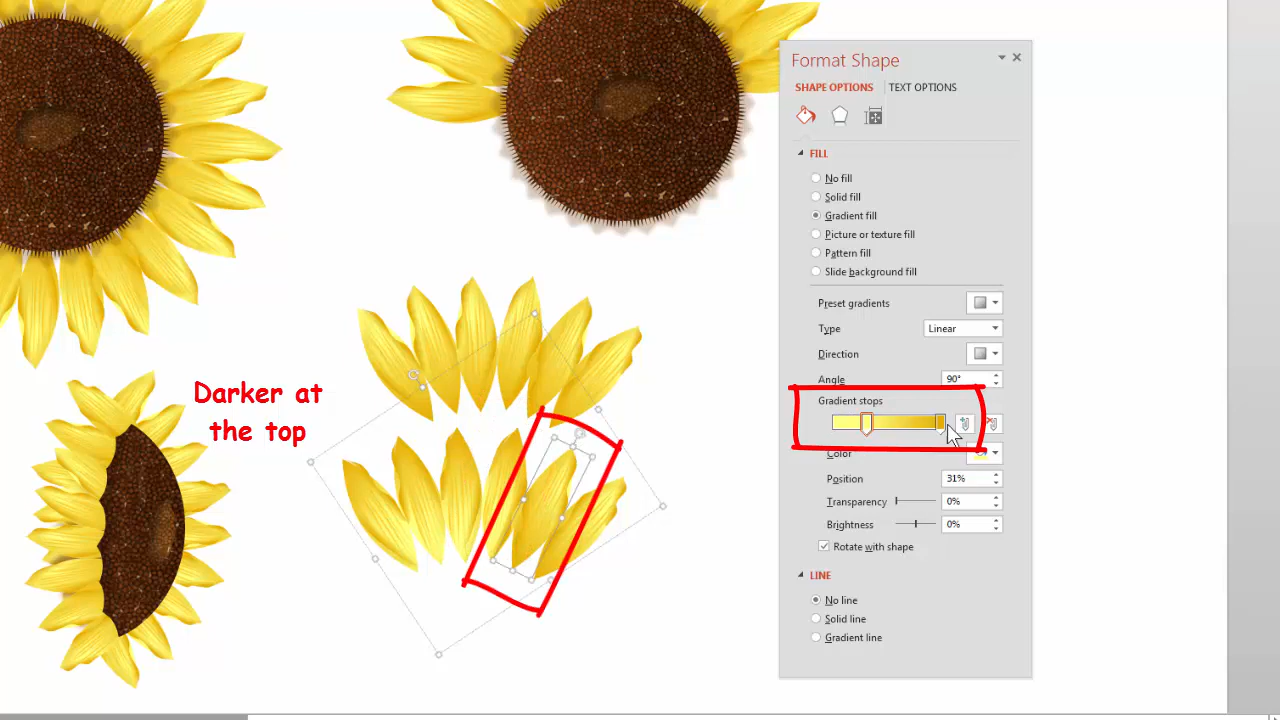 Format Shape
SHAPE OPTIONS TEXT OPTIONS
FILL
No fill
Solid fill
Gradient fill
Picture or texture fill
Pattern fill
Slide background fill
Preset gradients
Type Linear
Direction
Angle 90°
Gradient stops
Color
Position 31%
Transparency 0%
Brightness 0%
Rotate with shape
LINE
No line
Solid line
Gradient line
Darker at
the top